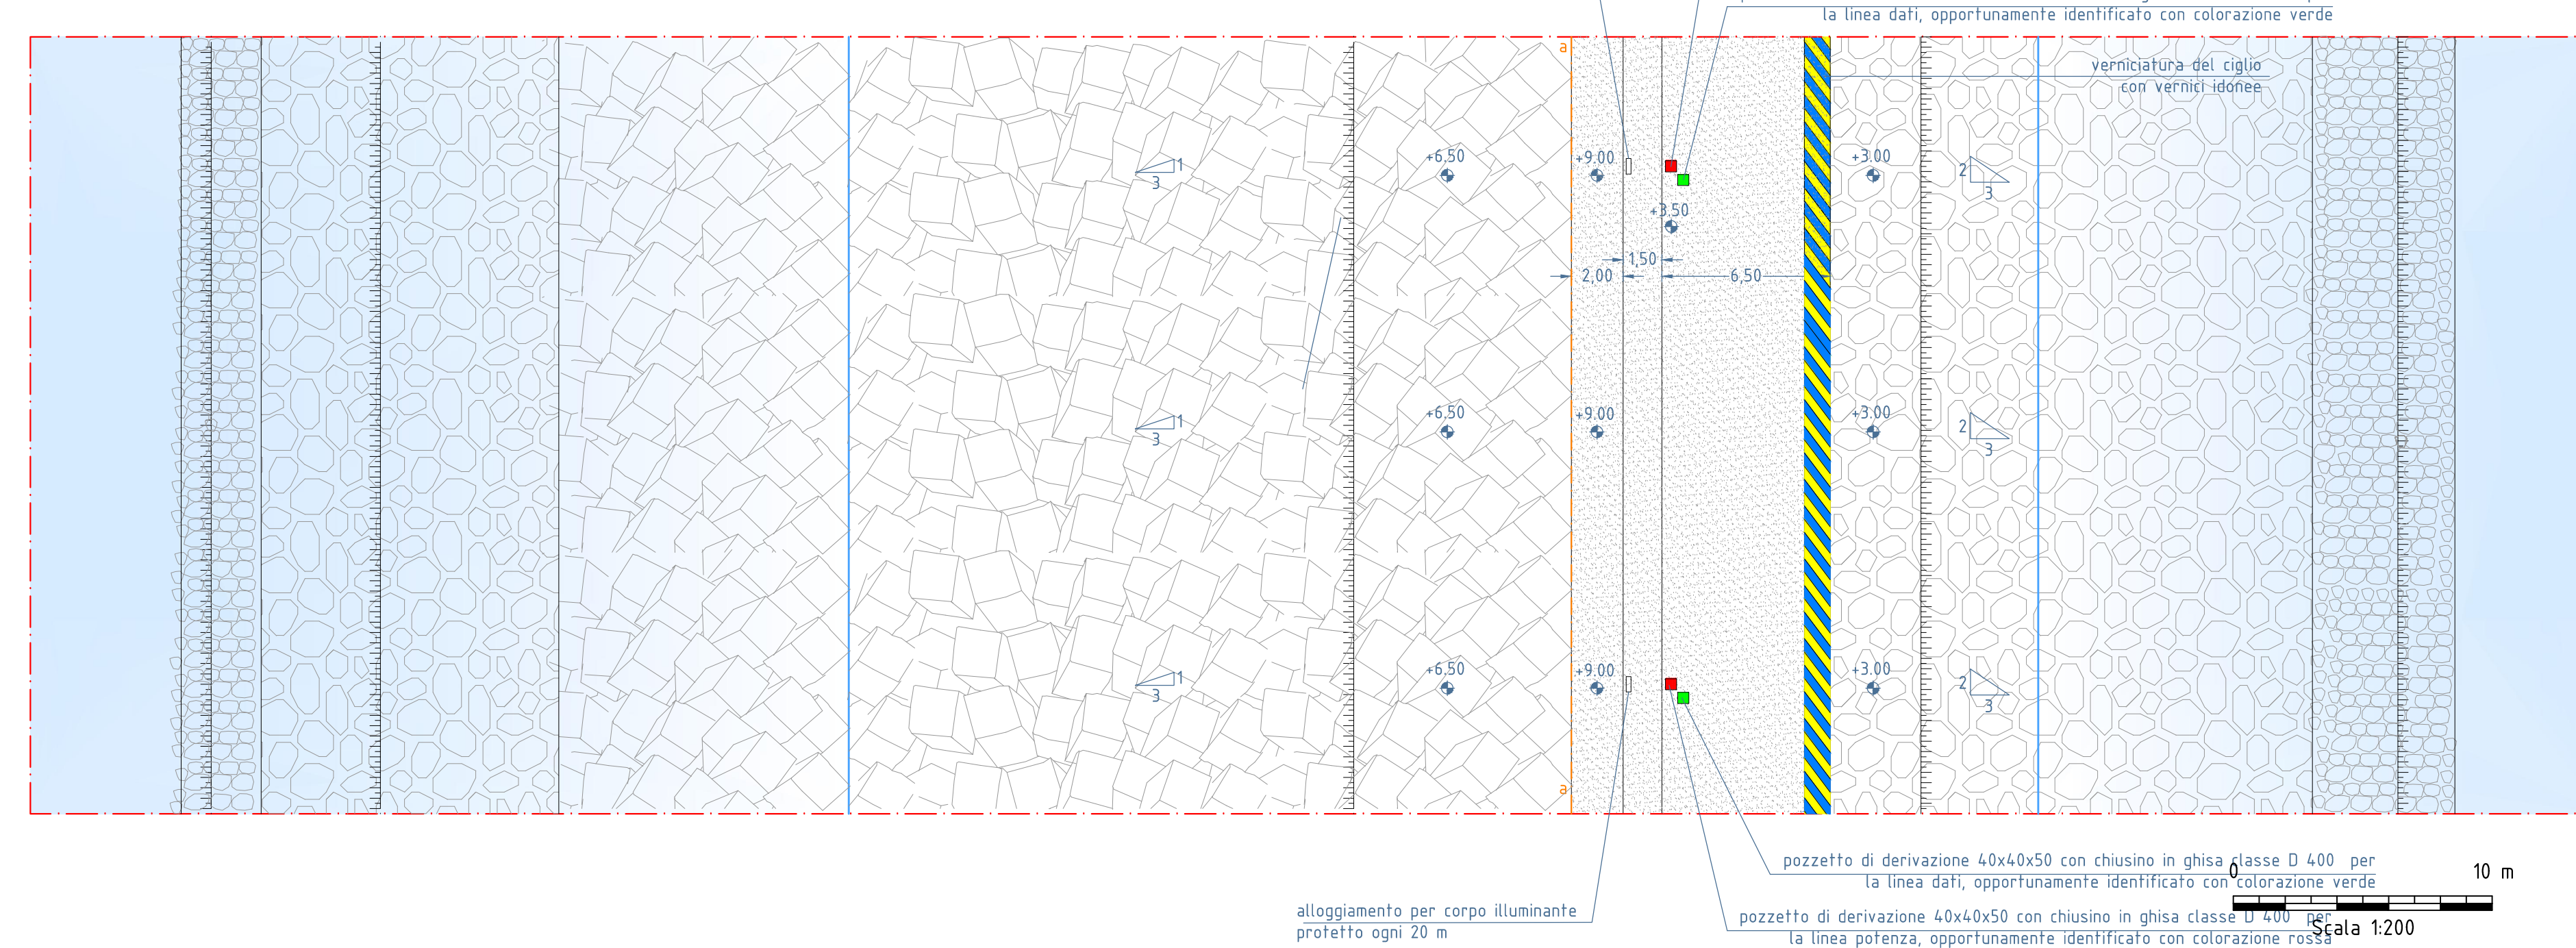 la linea dati, opportunamente identificato con colorazione verde
a
verniciatura del ciglio
con vernici idonee
1
3
+6.50
+9.00
+3.00
2
3
+3.50
1,50
2,00
6,50
1
3
+6.50
+9.00
+3.00
2
3
1
3
+6.50
+9.00
+3.00
2
3
a
pozzetto di derivazione 40x40x50 con chiusino in ghisa classe D 400 per
la linea dati, opportunamente identificato con colorazione verde
alloggiamento per corpo illuminante
protetto ogni 20 m
pozzetto di derivazione 40x40x50 con chiusino in ghisa classe D 400 per
la linea potenza, opportunamente identificato con colorazione rossa
0
10 m
Scala 1:200